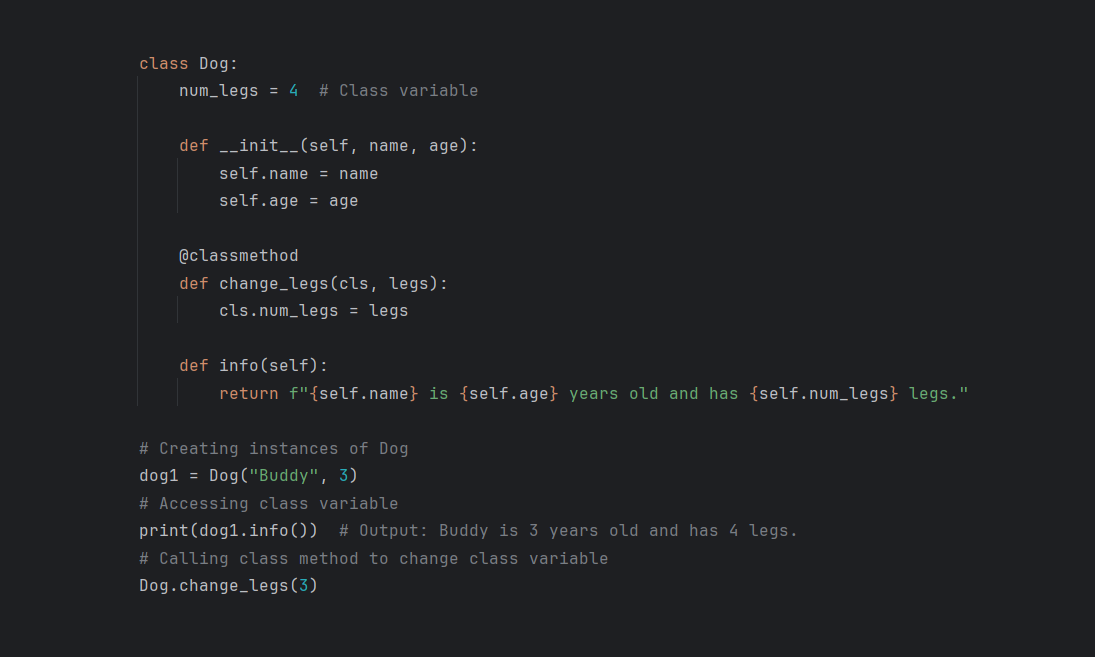 class Dog:
    num_legs = 4  # Class variable

    def __init__(self, name, age):
        self.name = name
        self.age = age

    @classmethod
    def change_legs(cls, legs):
        cls.num_legs = legs

    def info(self):
        return f"{self.name} is {self.age} years old and has {self.num_legs} legs."

# Creating instances of Dog
dog1 = Dog("Buddy", 3)
# Accessing class variable
print(dog1.info())  # Output: Buddy is 3 years old and has 4 legs.
# Calling class method to change class variable
Dog.change_legs(3)